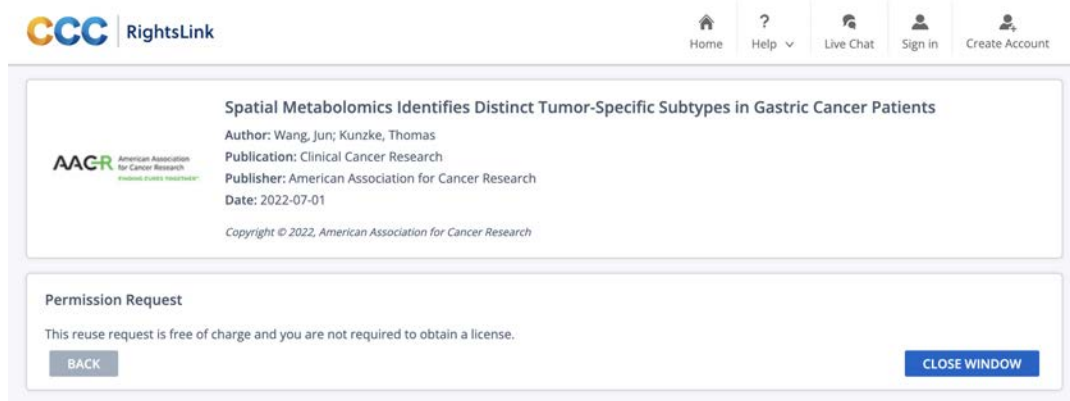 CCC RightsLink
Home
Help
Live Chat
Sign in
Create Account
Spatial Metabolomics Identifies Distinct Tumor-Specific Subtypes in Gastric Cancer Patients
AACR American Association
for Cancer Research
FINDING CURES TOGETHER™
Author: Wang, Jun; Kunzke, Thomas
Publication: Clinical Cancer Research
Publisher: American Association for Cancer Research
Date: 2022-07-01
Copyright © 2022, American Association for Cancer Research
Permission Request
This reuse request is free of charge and you are not required to obtain a license.
BACK
CLOSE WINDOW